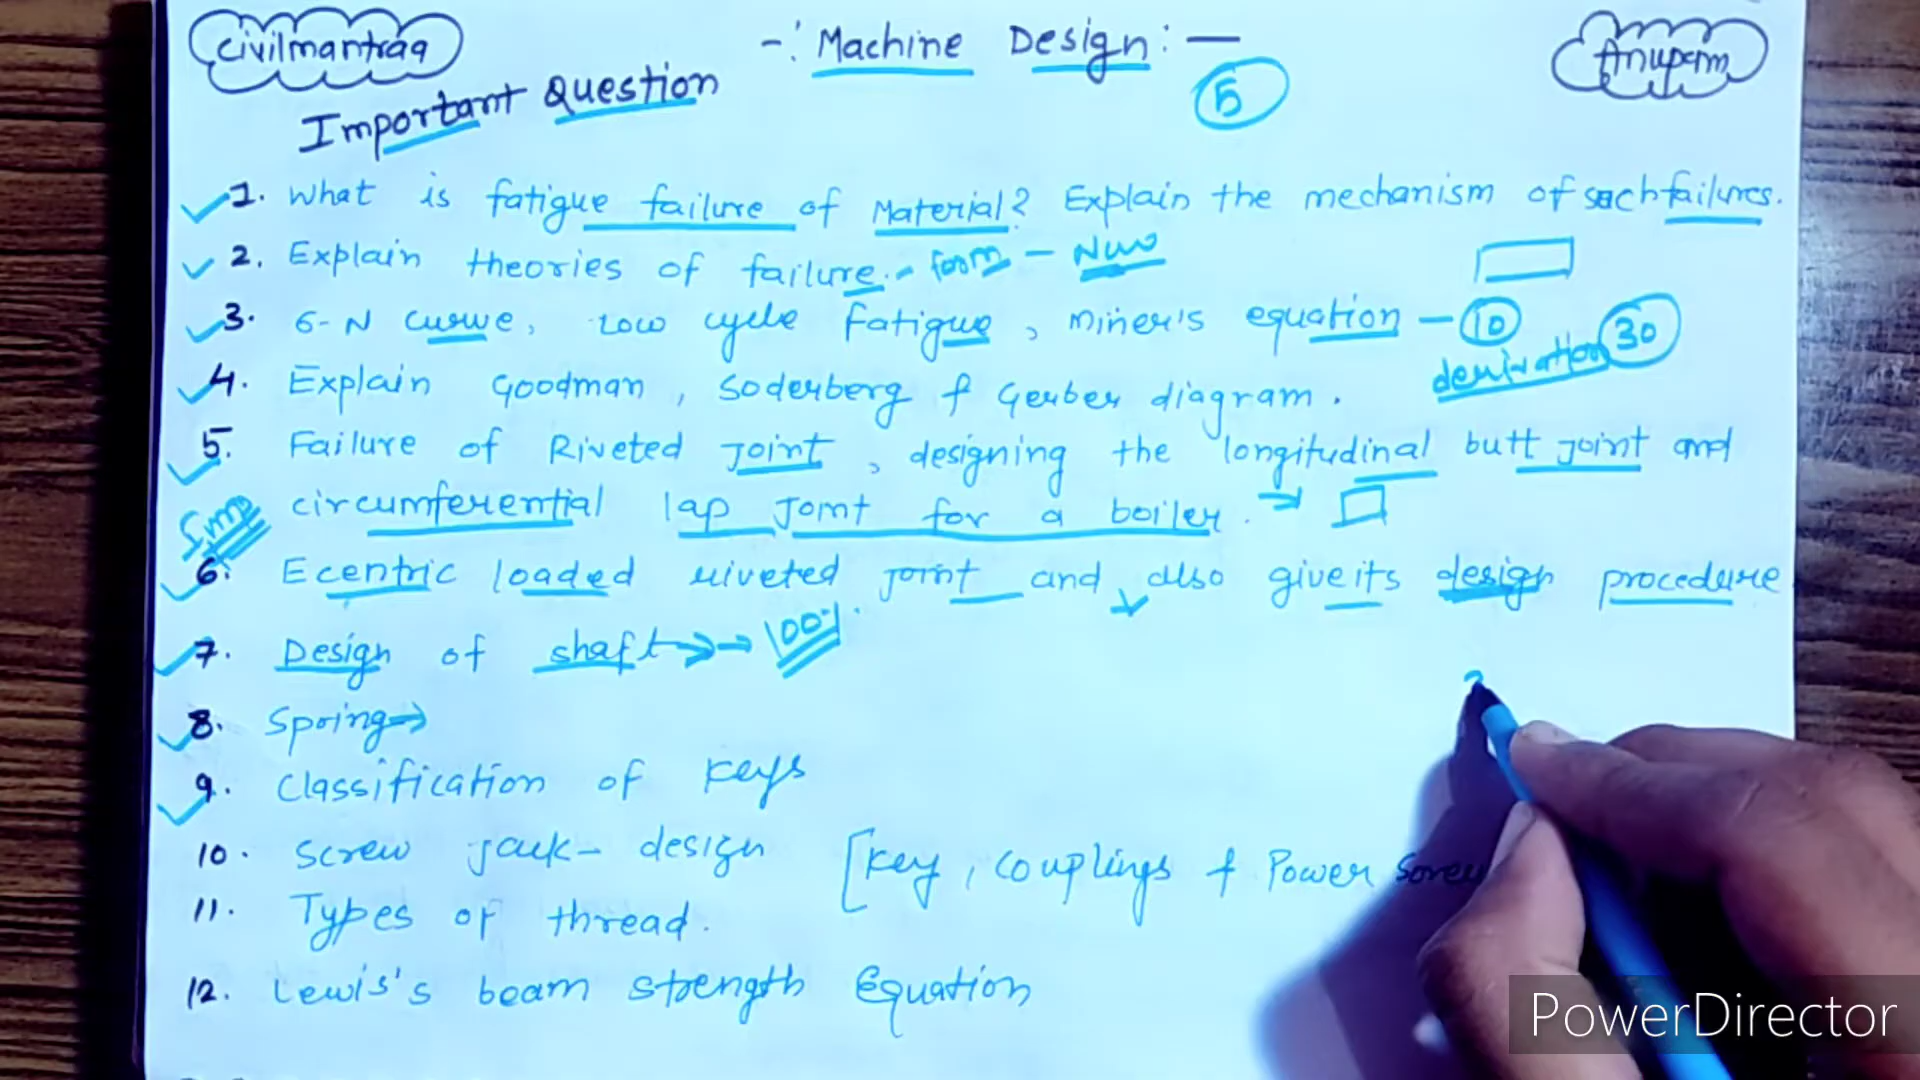 civilmantraa
-: Machine Design: —
Anupam
Important Question
5
1. What is fatigue failure of Material? Explain the mechanism of such failures.
2. Explain theories of failure. - form - Nuw
3. 6-N curve, Low cycle fatigue, Miner's equation - 10
derivation 30
4. Explain Goodman, Soderberg & Gerber diagram.
5. Failure of Riveted Joint, designing the longitudinal butt joint and
circumferential lap Joint for a boiler. →
Imp
6. Ecentric loaded riveted joint and also give its design procedure
7. Design of shaft →→ 100%.
8. Spring→
9. Classification of keys
10. Screw Jack- design [Key, Couplings & Power Screw
11. Types of thread.
12. Lewis's beam strength Equation
PowerDirector